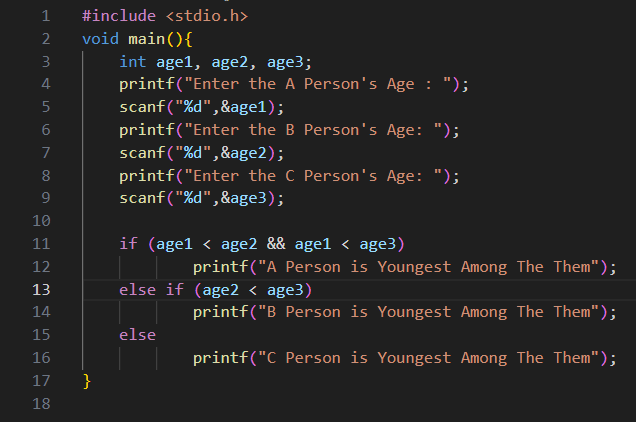 1 #include <stdio.h>
2 void main(){
3     int age1, age2, age3;
4     printf("Enter the A Person's Age : ");
5     scanf("%d",&age1);
6     printf("Enter the B Person's Age: ");
7     scanf("%d",&age2);
8     printf("Enter the C Person's Age: ");
9     scanf("%d",&age3);
10
11     if (age1 < age2 && age1 < age3)
12             printf("A Person is Youngest Among The Them");
13     else if (age2 < age3)
14             printf("B Person is Youngest Among The Them");
15     else
16             printf("C Person is Youngest Among The Them");
17 }
18